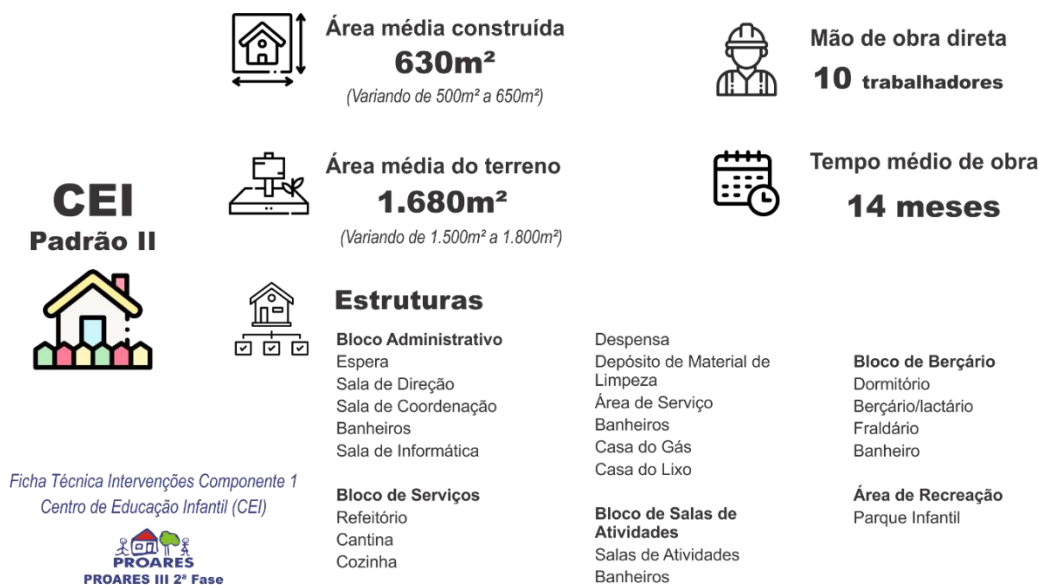 CEI
Padrão II
Ficha Técnica Intervenções Componente 1
Centro de Educação Infantil (CEI)
PROARES
PROARES III 2ª Fase
Área média construída
630m²
(Variando de 500m² a 650m²)
Área média do terreno
1.680m²
(Variando de 1.500m² a 1.800m²)
Mão de obra direta
10 trabalhadores
Tempo médio de obra
14 meses
Estruturas
Bloco Administrativo
Espera
Sala de Direção
Sala de Coordenação
Banheiros
Sala de Informática
Bloco de Serviços
Refeitório
Cantina
Cozinha
Despensa
Depósito de Material de
Limpeza
Área de Serviço
Banheiros
Casa do Gás
Casa do Lixo
Bloco de Salas de
Atividades
Salas de Atividades
Banheiros
Bloco de Berçário
Dormitório
Berçário/lactário
Fraldário
Banheiro
Área de Recreação
Parque Infantil